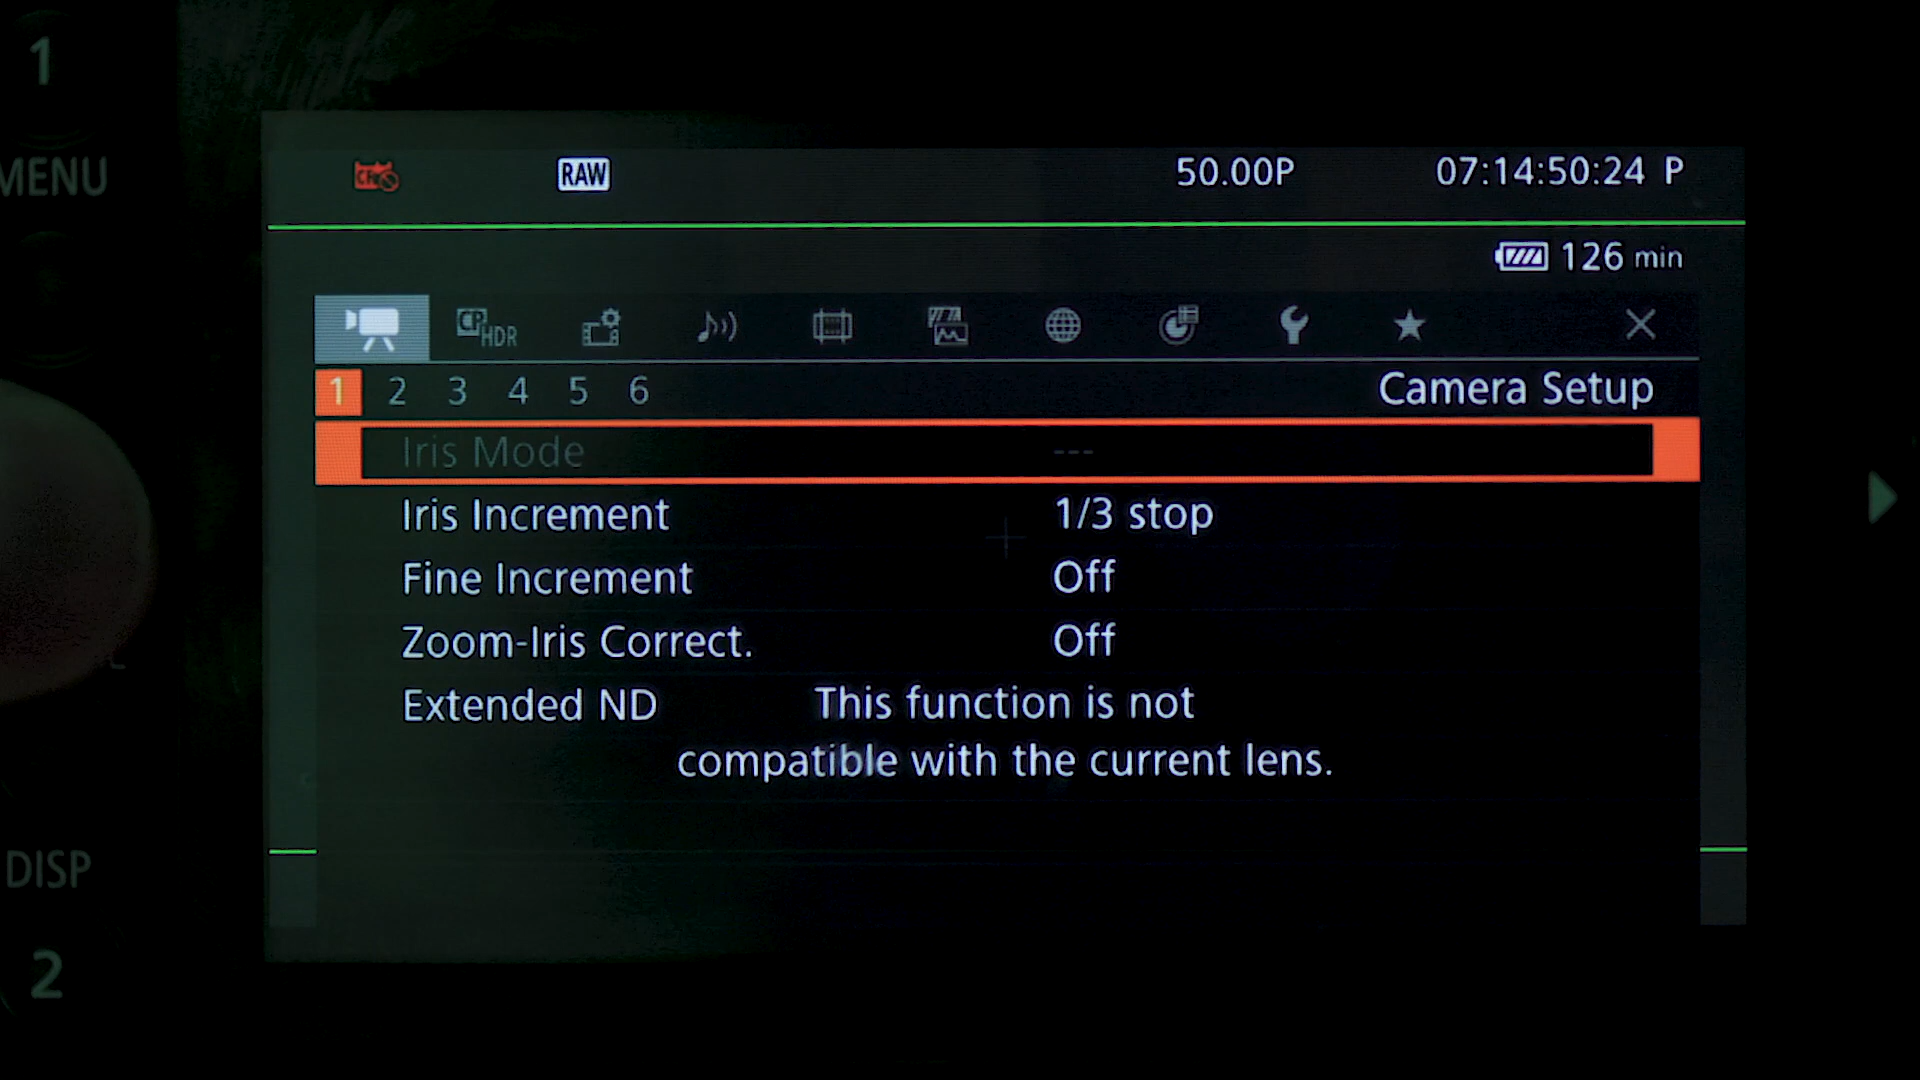 1
MENU
RAW
50.00P
07:14:50:24 P
126 min
HDR
1 2 3 4 5 6
Camera Setup
Iris Mode ---
Iris Increment 1/3 stop
Fine Increment Off
Zoom-Iris Correct. Off
Extended ND
This function is not
compatible with the current lens.
DISP
2